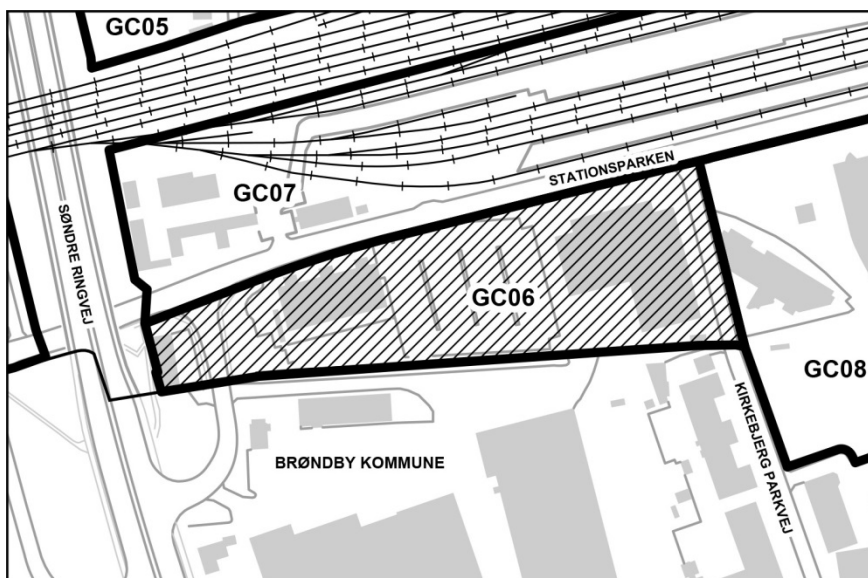 GC05
STATIONSPARKEN
GC07
SØNDRE RINGVEJ
GC06
GC08
KIRKEBJERG PARKVEJ
BRØNDBY KOMMUNE